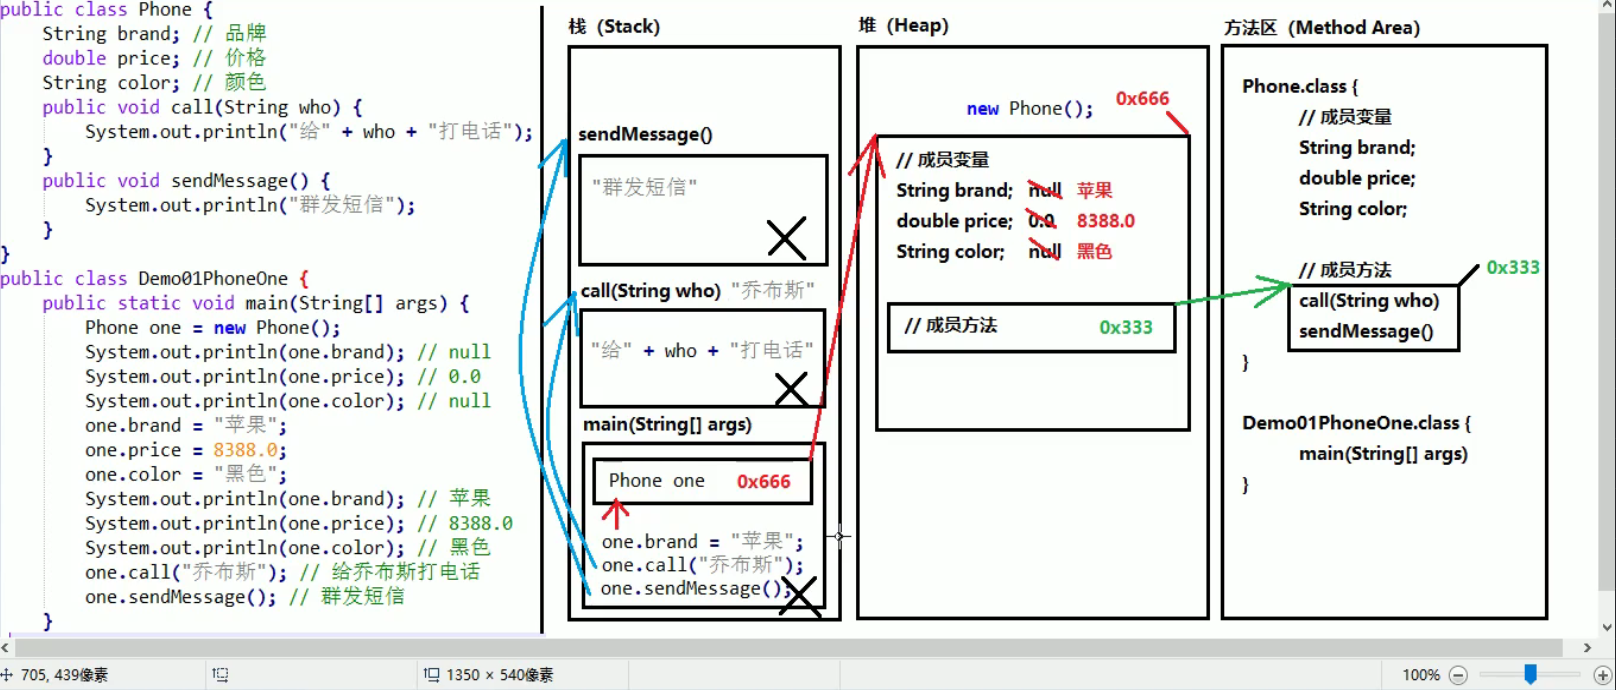 public class Phone {
String brand; // 品牌
double price; // 价格
String color; // 颜色
public void call(String who) {
System.out.println("给" + who + "打电话");
}
public void sendMessage() {
System.out.println("群发短信");
}
}
public class Demo01PhoneOne {
public static void main(String[] args) {
Phone one = new Phone();
System.out.println(one.brand); // null
System.out.println(one.price); // 0.0
System.out.println(one.color); // null
one.brand = "苹果";
one.price = 8388.0;
one.color = "黑色";
System.out.println(one.brand); // 苹果
System.out.println(one.price); // 8388.0
System.out.println(one.color); // 黑色
one.call("乔布斯"); // 给乔布斯打电话
one.sendMessage(); // 群发短信
}
栈 (Stack)
sendMessage()
"群发短信"
call(String who) "乔布斯"
"给" + who + "打电话"
main(String[] args)
Phone one 0x666
one.brand = "苹果";
one.call("乔布斯");
one.sendMessage();
堆 (Heap)
new Phone(); 0x666
// 成员变量
String brand; null 苹果
double price; 0.0 8388.0
String color; null 黑色
// 成员方法 0x333
方法区 (Method Area)
Phone.class {
// 成员变量
String brand;
double price;
String color;
// 成员方法 0x333
call(String who)
sendMessage()
}
Demo01PhoneOne.class {
main(String[] args)
}
705, 439像素
1350 × 540像素
100%